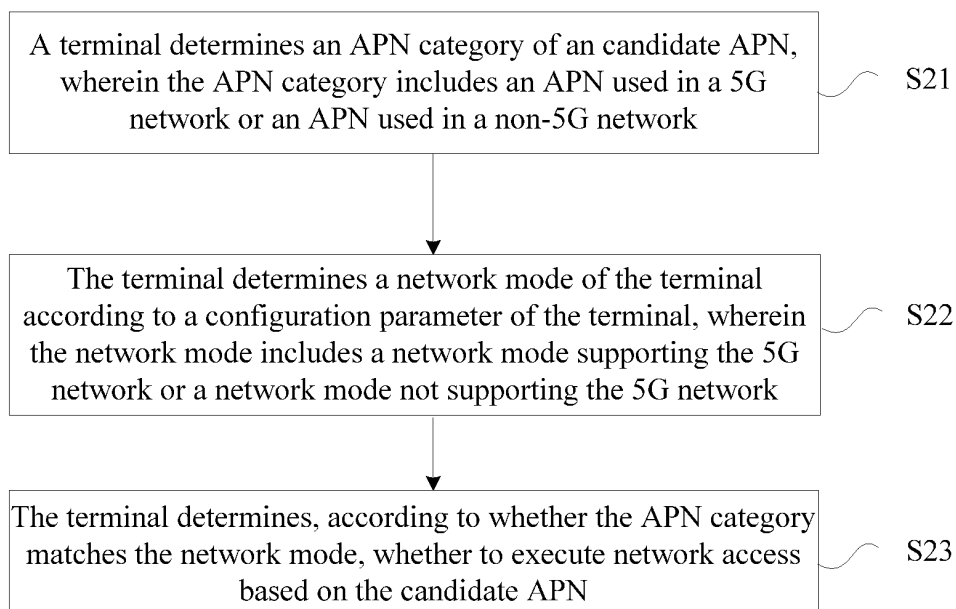 A terminal determines an APN category of an candidate APN,
wherein the APN category includes an APN used in a 5G
network or an APN used in a non-5G network
S21
The terminal determines a network mode of the terminal
according to a configuration parameter of the terminal, wherein
the network mode includes a network mode supporting the 5G
network or a network mode not supporting the 5G network
S22
The terminal determines, according to whether the APN category
matches the network mode, whether to execute network access
based on the candidate APN
S23